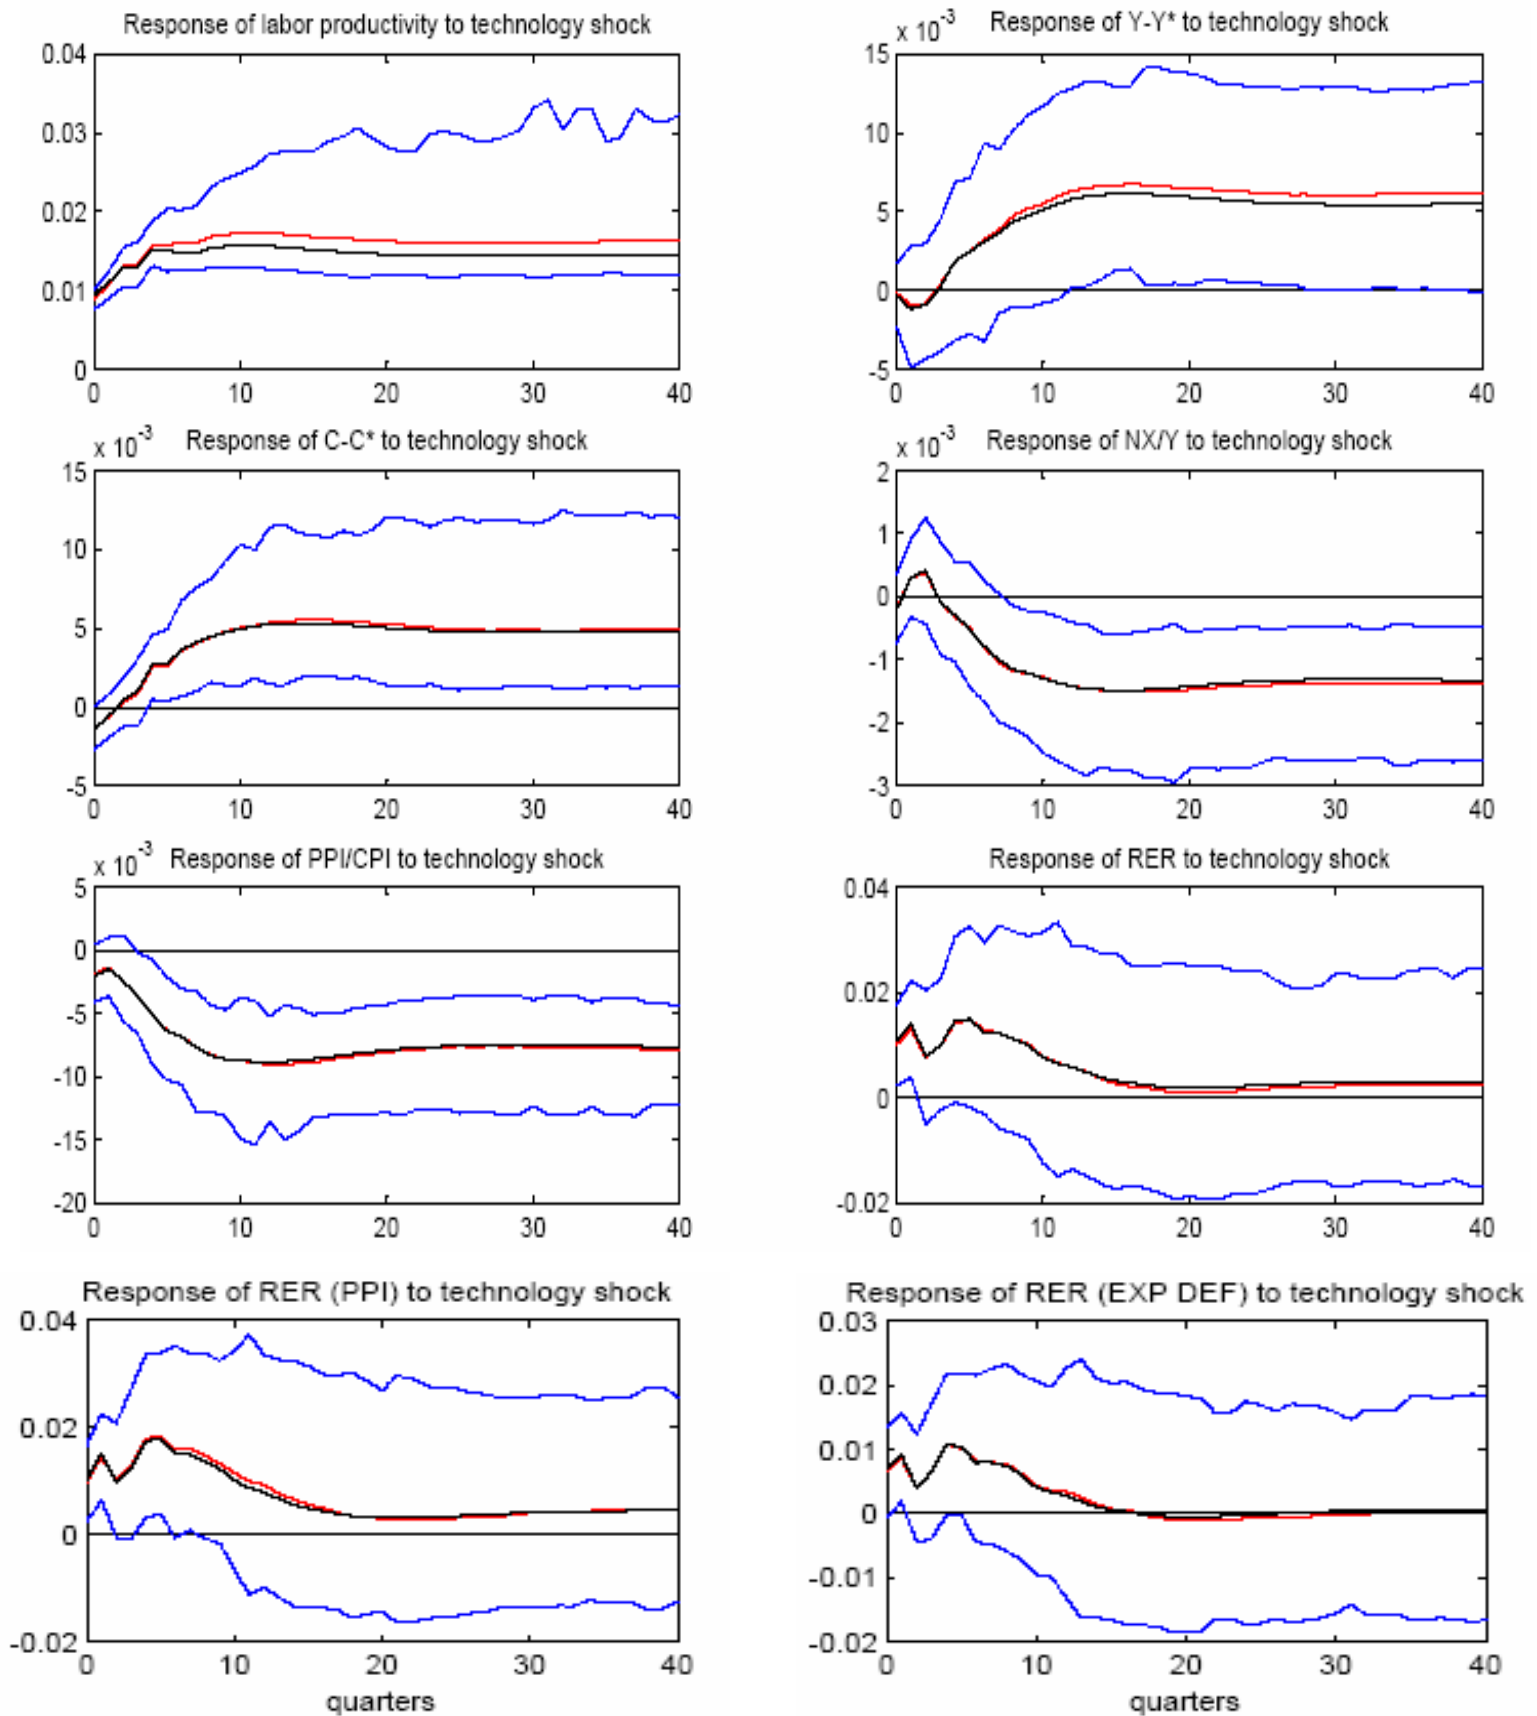 Response of labor productivity to technology shock
0.04
0.03
0.02
0.01
0
0 10 20 30 40
x 10^-3 Response of Y-Y* to technology shock
15
10
5
0
-5
0 10 20 30 40
x 10^-3 Response of C-C* to technology shock
15
10
5
0
-5
0 10 20 30 40
x 10^-3 Response of NX/Y to technology shock
2
1
0
-1
-2
-3
0 10 20 30 40
x 10^-3 Response of PPI/CPI to technology shock
5
0
-5
-10
-15
-20
0 10 20 30 40
Response of RER to technology shock
0.04
0.02
0
-0.02
0 10 20 30 40
Response of RER (PPI) to technology shock
0.04
0.02
0
-0.02
0 10 20 30 40
quarters
Response of RER (EXP DEF) to technology shock
0.03
0.02
0.01
0
-0.01
-0.02
0 10 20 30 40
quarters